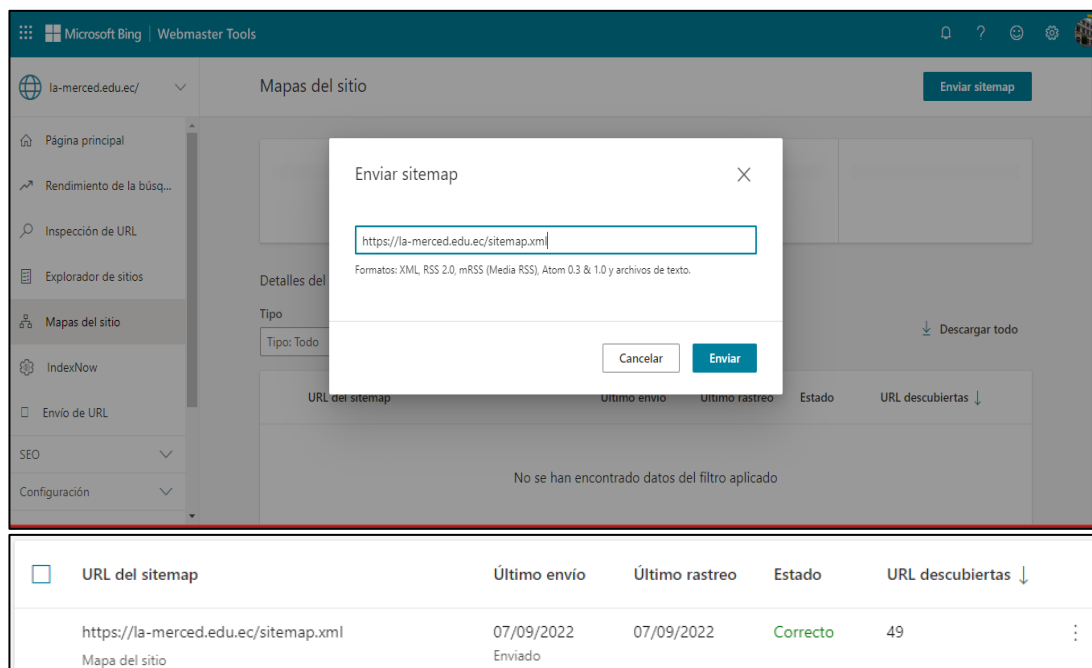 Microsoft Bing | Webmaster Tools
la-merced.edu.ec/
Mapas del sitio
Enviar sitemap
Página principal
Rendimiento de la búsq...
Inspección de URL
Explorador de sitios
Mapas del sitio
IndexNow
Envío de URL
SEO
Configuración
Enviar sitemap
https://la-merced.edu.ec/sitemap.xml
Formatos: XML, RSS 2.0, mRSS (Media RSS), Atom 0.3 & 1.0 y archivos de texto.
Cancelar
Enviar
Detalles del
Tipo
Tipo: Todo
Descargar todo
URL del sitemap Último envío Último rastreo Estado URL descubiertas
No se han encontrado datos del filtro aplicado
URL del sitemap Último envío Último rastreo Estado URL descubiertas
https://la-merced.edu.ec/sitemap.xml 07/09/2022 07/09/2022 Correcto 49
Mapa del sitio Enviado